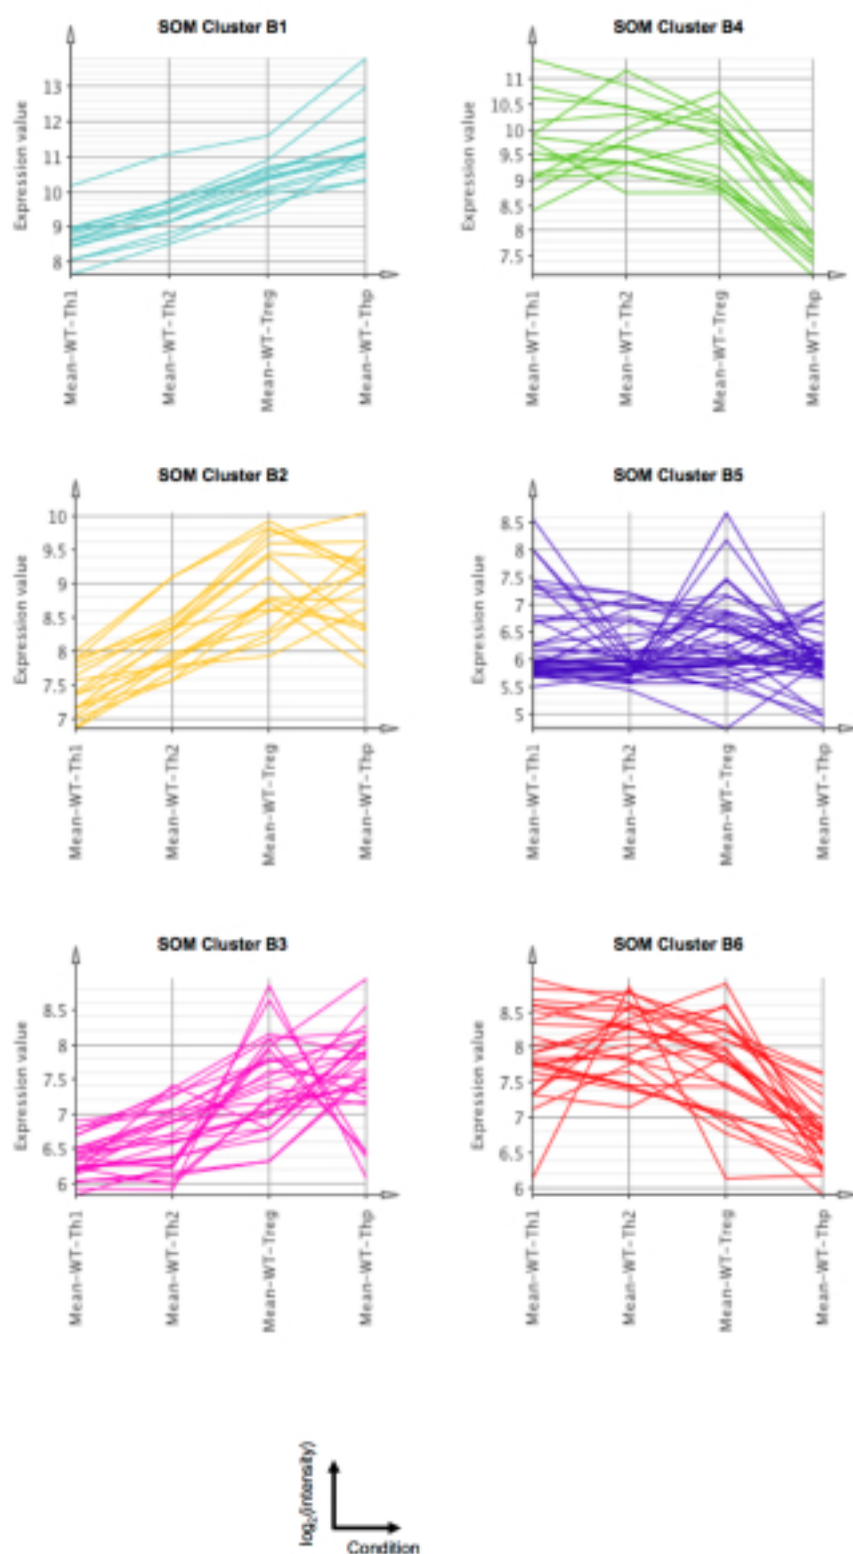 SOM Cluster B1
Expression value
13
12
11
10
9
8
Mean-WT-Th1
Mean-WT-Th2
Mean-WT-Treg
Mean-WT-Thp
SOM Cluster B4
Expression value
11
10.5
10
9.5
9
8.5
8
7.5
Mean-WT-Th1
Mean-WT-Th2
Mean-WT-Treg
Mean-WT-Thp
SOM Cluster B2
Expression value
10
9.5
9
8.5
8
7.5
7
Mean-WT-Th1
Mean-WT-Th2
Mean-WT-Treg
Mean-WT-Thp
SOM Cluster B5
Expression value
8.5
8
7.5
7
6.5
6
5.5
5
Mean-WT-Th1
Mean-WT-Th2
Mean-WT-Treg
Mean-WT-Thp
SOM Cluster B3
Expression value
8.5
8
7.5
7
6.5
6
Mean-WT-Th1
Mean-WT-Th2
Mean-WT-Treg
Mean-WT-Thp
SOM Cluster B6
Expression value
8.5
8
7.5
7
6.5
6
Mean-WT-Th1
Mean-WT-Th2
Mean-WT-Treg
Mean-WT-Thp
log₂(intensity)
Condition